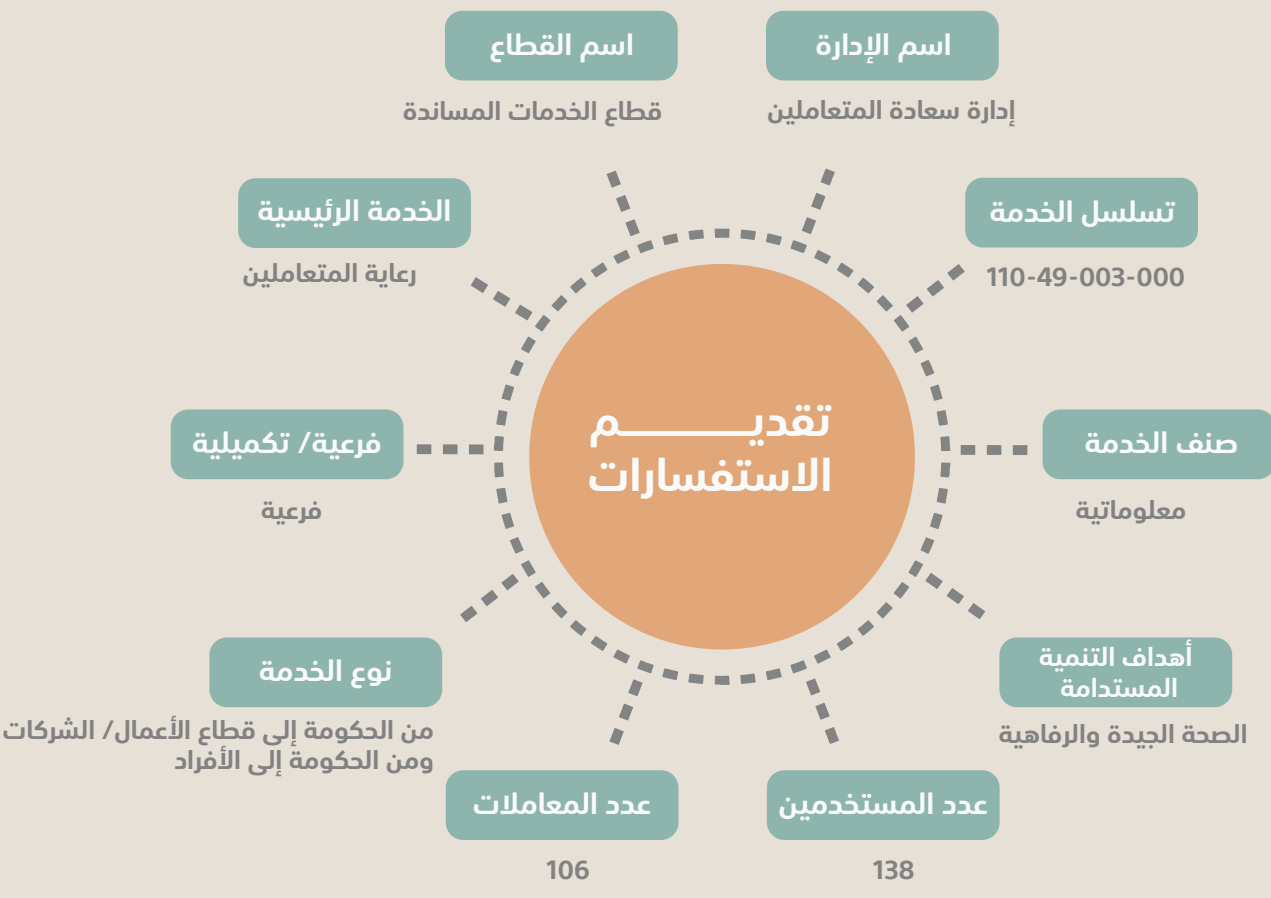 اسم الإدارة
إدارة سعادة المتعاملين
اسم القطاع
قطاع الخدمات المساندة
تسلسل الخدمة
110-49-003-000
الخدمة الرئيسية
رعاية المتعاملين
تقديـــــــــم
الاستفسارات
صنف الخدمة
معلوماتية
فرعية/ تكميلية
فرعية
أهداف التنمية
المستدامة
الصحة الجيدة والرفاهية
نوع الخدمة
من الحكومة إلى قطاع الأعمال/ الشركات
ومن الحكومة إلى الأفراد
عدد المستخدمين
138
عدد المعاملات
106